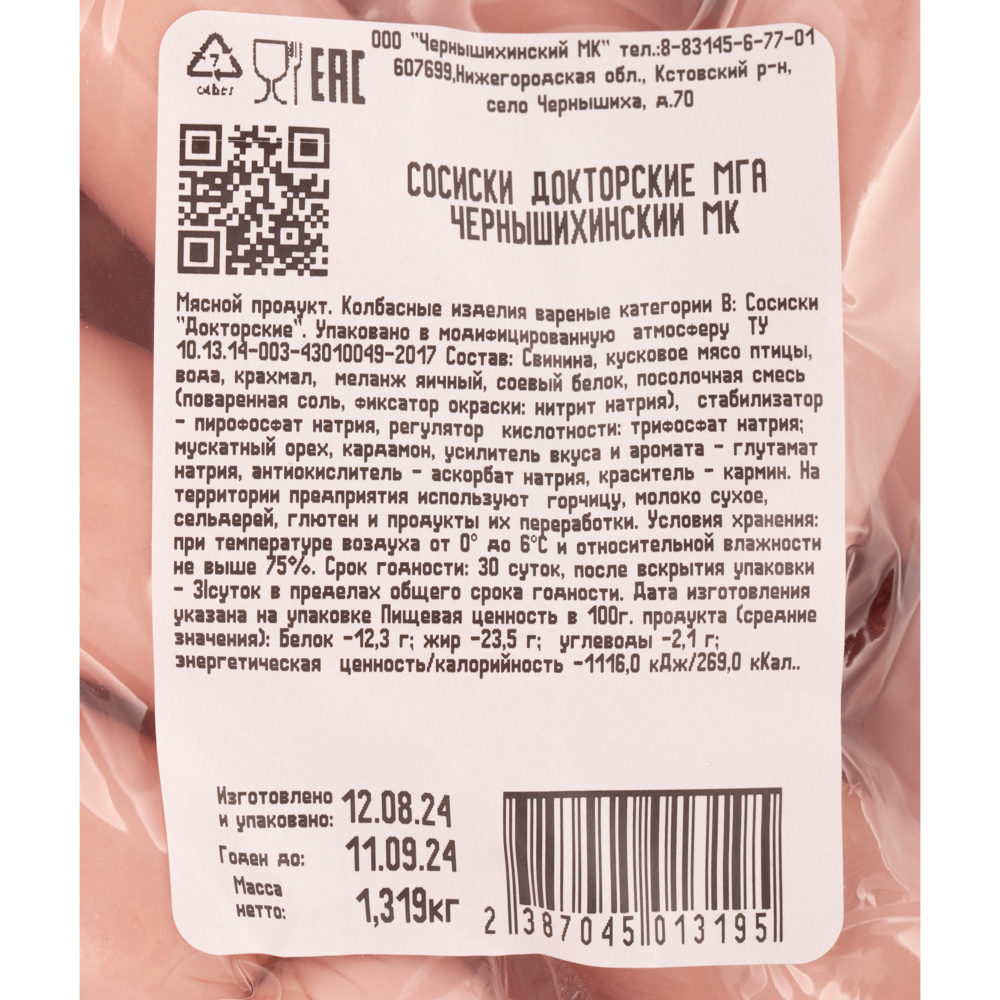 ООО "Чернышихинский МК" тел.:8-83145-6-77-01
607699,Нижегородская обл., Кстовский р-н,
село Чернышиха, д.70
7
other
EAC
СОСИСКИ ДОКТОРСКИЕ МГА
ЧЕРНЫШИХИНСКИЙ МК
Мясной продукт. Колбасные изделия вареные категории В: Сосиски
"Докторские". Упаковано в модифицированную атмосферу ТУ
10.13.14-003-43010049-2017 Состав: Свинина, кусковое мясо птицы,
вода, крахмал, меланж яичный, соевый белок, посолочная смесь
(поваренная соль, фиксатор окраски: нитрит натрия), стабилизатор
- пирофосфат натрия, регулятор кислотности: трифосфат натрия;
мускатный орех, кардамон, усилитель вкуса и аромата - глутамат
натрия, антиокислитель - аскорбат натрия, краситель - кармин. На
территории предприятия используют горчицу, молоко сухое,
сельдерей, глютен и продукты их переработки. Условия хранения:
при температуре воздуха от 0° до 6°С и относительной влажности
не выше 75%. Срок годности: 30 суток, после вскрытия упаковки
- 3|суток в пределах общего срока годности. Дата изготовления
указана на упаковке Пищевая ценность в 100г. продукта (средние
значения): Белок -12,3 г; жир -23,5 г; углеводы -2,1 г;
энергетическая ценность/калорийность -1116,0 кДж/269,0 кКал..
Изготовлено
и упаковано: 12.08.24
Годен до: 11.09.24
Масса
нетто: 1,319кг
2 387045 013195